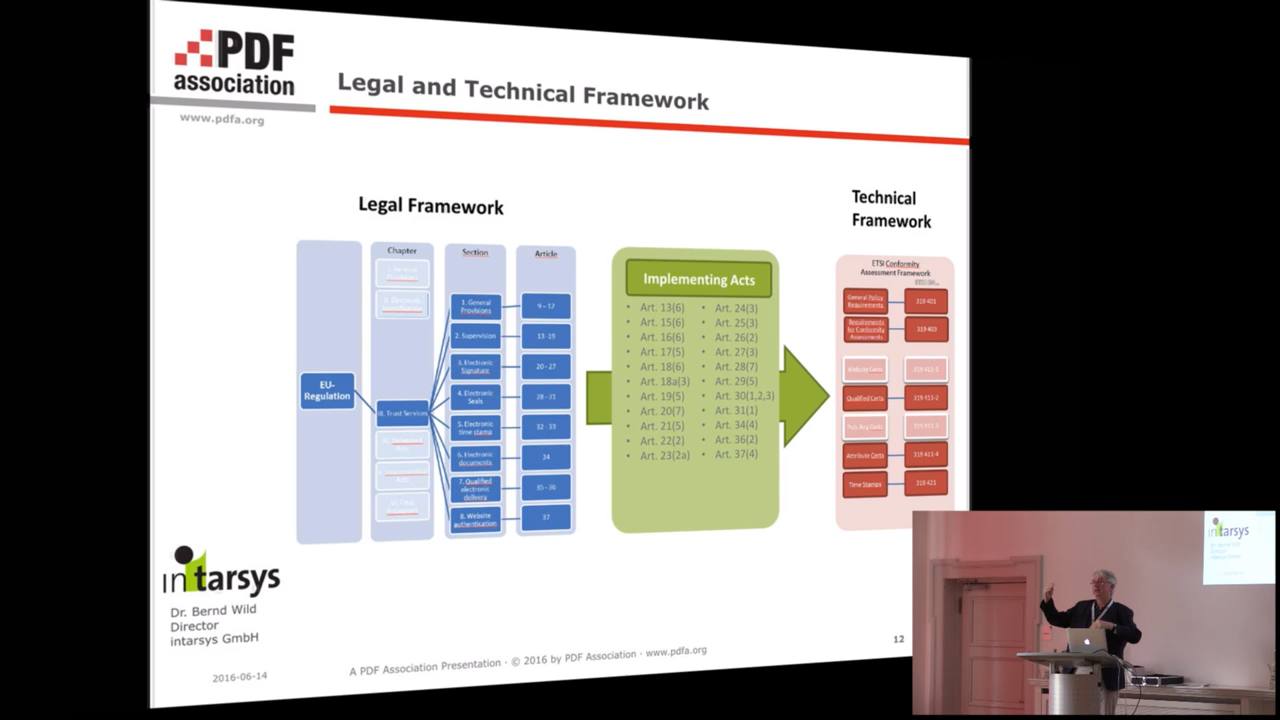 PDF
association
www.pdfa.org
Legal and Technical Framework
Legal Framework
Technical
Framework
Chapter
Section
Article
EU-
Regulation
III. Trust Services
1. General
Provisions
9 - 12
2. Supervision
13 -19
3. Electronic
Signature
20 - 27
4. Electronic
Seals
28 - 31
5. Electronic
time stamp
32 - 33
6. Electronic
documents
34
7. Qualified
electronic
delivery
35 - 36
8. Website
authentication
37
Implementing Acts
• Art. 13(6)
• Art. 15(6)
• Art. 16(6)
• Art. 17(5)
• Art. 18(6)
• Art. 18a(3)
• Art. 19(5)
• Art. 20(7)
• Art. 21(5)
• Art. 22(2)
• Art. 23(2a)
• Art. 24(3)
• Art. 25(3)
• Art. 26(2)
• Art. 27(3)
• Art. 28(7)
• Art. 29(5)
• Art. 30(1,2,3)
• Art. 31(1)
• Art. 34(4)
• Art. 36(2)
• Art. 37(4)
ETSI Conformity
Assessment Framework
General Policy
Requirements
319 401
Requirements
for Conformity
Assessments
319 403
Website Certs
Qualified Certs
319 411-2
Attribute Certs
319 411-4
Time Stamps
319 421
intarsys
Dr. Bernd Wild
Director
intarsys GmbH
2016-06-14
A PDF Association Presentation · © 2016 by PDF Association · www.pdfa.org
12
intarsys
Dr. Bernd Wild
Director